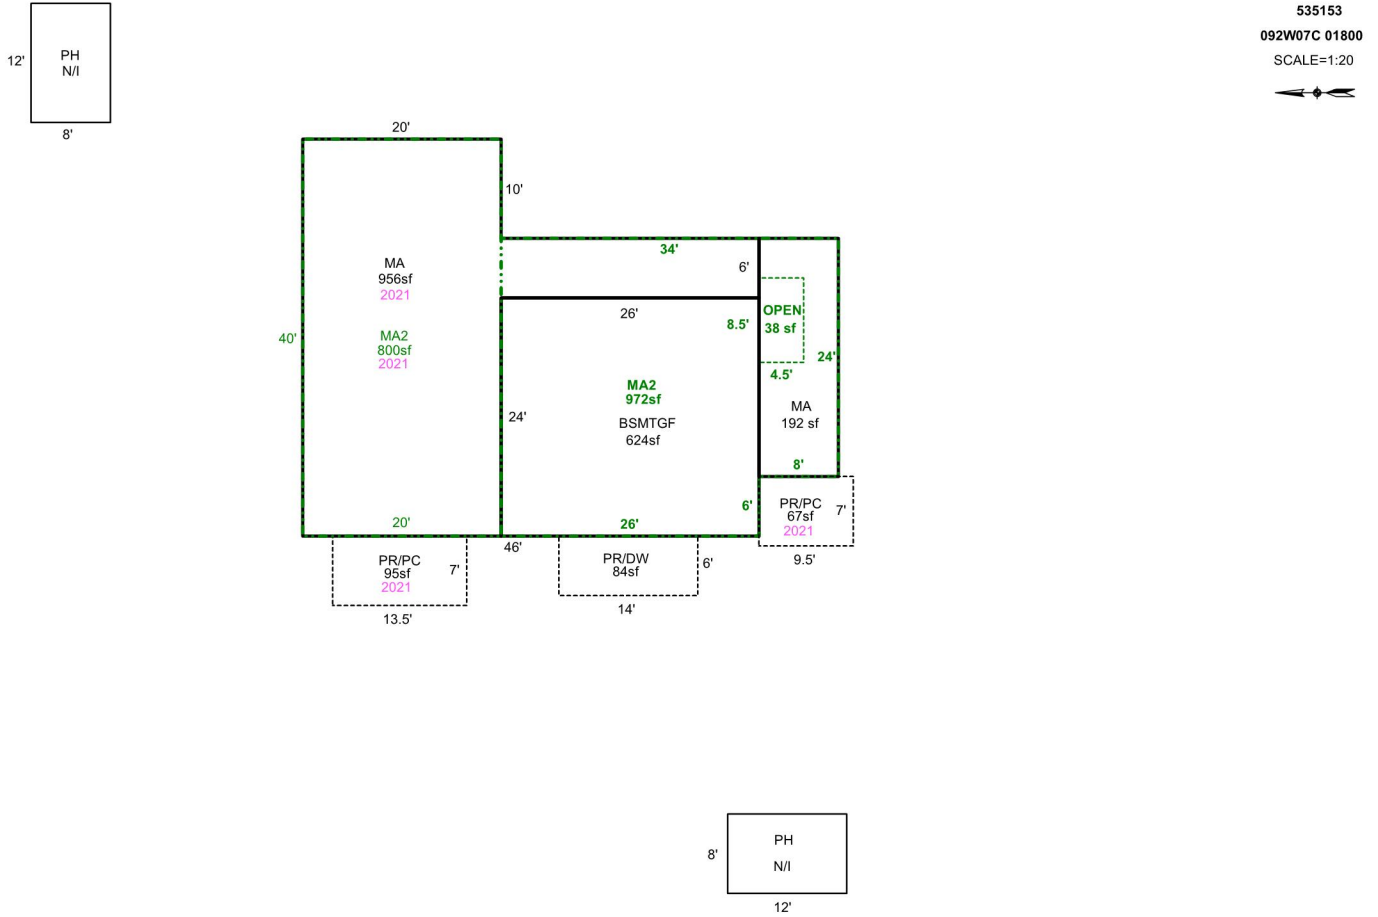 535153
092W07C 01800
SCALE=1:20
12'
PH
N/I
8'
20'
10'
34'
6'
MA
956sf
2021
26'
8.5'
OPEN
38 sf
40'
MA2
800sf
2021
24'
4.5'
MA2
972sf
MA
192 sf
24'
BSMTGF
624sf
8'
6'
PR/PC
67sf
2021
7'
20'
26'
46'
9.5'
PR/PC
95sf
2021
7'
PR/DW
84sf
6'
13.5'
14'
8'
PH
N/I
12'